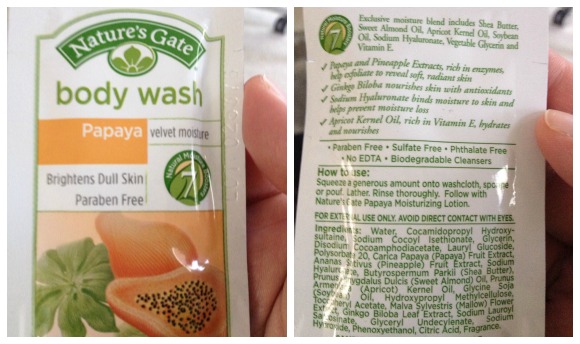 Nature's Gate
body wash
Papaya velvet moisture
Brightens Dull Skin
Paraben Free
Natural Moisturizers
7
Exclusive moisture blend includes Shea Butter,
Sweet Almond Oil, Apricot Kernel Oil, Soybean
Oil, Sodium Hyaluronate, Vegetable Glycerin and
Vitamin E.
7
✓ Papaya and Pineapple Extracts, rich in enzymes,
help exfoliate to reveal soft, radiant skin
✓ Ginkgo Biloba nourishes skin with antioxidants
✓ Sodium Hyaluronate binds moisture to skin and
helps prevent moisture loss
✓ Apricot Kernel Oil, rich in Vitamin E, hydrates
and nourishes
• Paraben Free • Sulfate Free • Phthalate Free
• No EDTA • Biodegradable Cleansers
How to use:
Squeeze a generous amount onto washcloth, sponge
or pouf. Lather. Rinse thoroughly. Follow with
Nature's Gate Papaya Moisturizing Lotion.
FOR EXTERNAL USE ONLY. AVOID DIRECT CONTACT WITH EYES.
Ingredients: Water, Cocamidopropyl Hydroxy-
sultaine, Sodium Cocoyl Isethionate, Glycerin,
Disodium Cocoamphodiacetate, Lauryl Glucoside,
Polysorbate 20, Carica Papaya (Papaya) Fruit Extract,
Ananas Sativus (Pineapple) Fruit Extract, Sodium
Hyaluronate, Butyrospermum Parkii (Shea Butter),
Prunus Amygdalus Dulcis (Sweet Almond) Oil, Prunus
Armeniaca (Apricot) Kernel Oil, Glycine Soja
(Soybean) Oil, Hydroxypropyl Methylcellulose,
Tocopheryl Acetate, Malva Sylvestris (Mallow) Flower
Extract, Ginkgo Biloba Leaf Extract, Sodium Lauroyl
Sarcosinate, Glyceryl Undecylenate, Sodium
Hydroxide, Phenoxyethanol, Citric Acid, Fragrance.